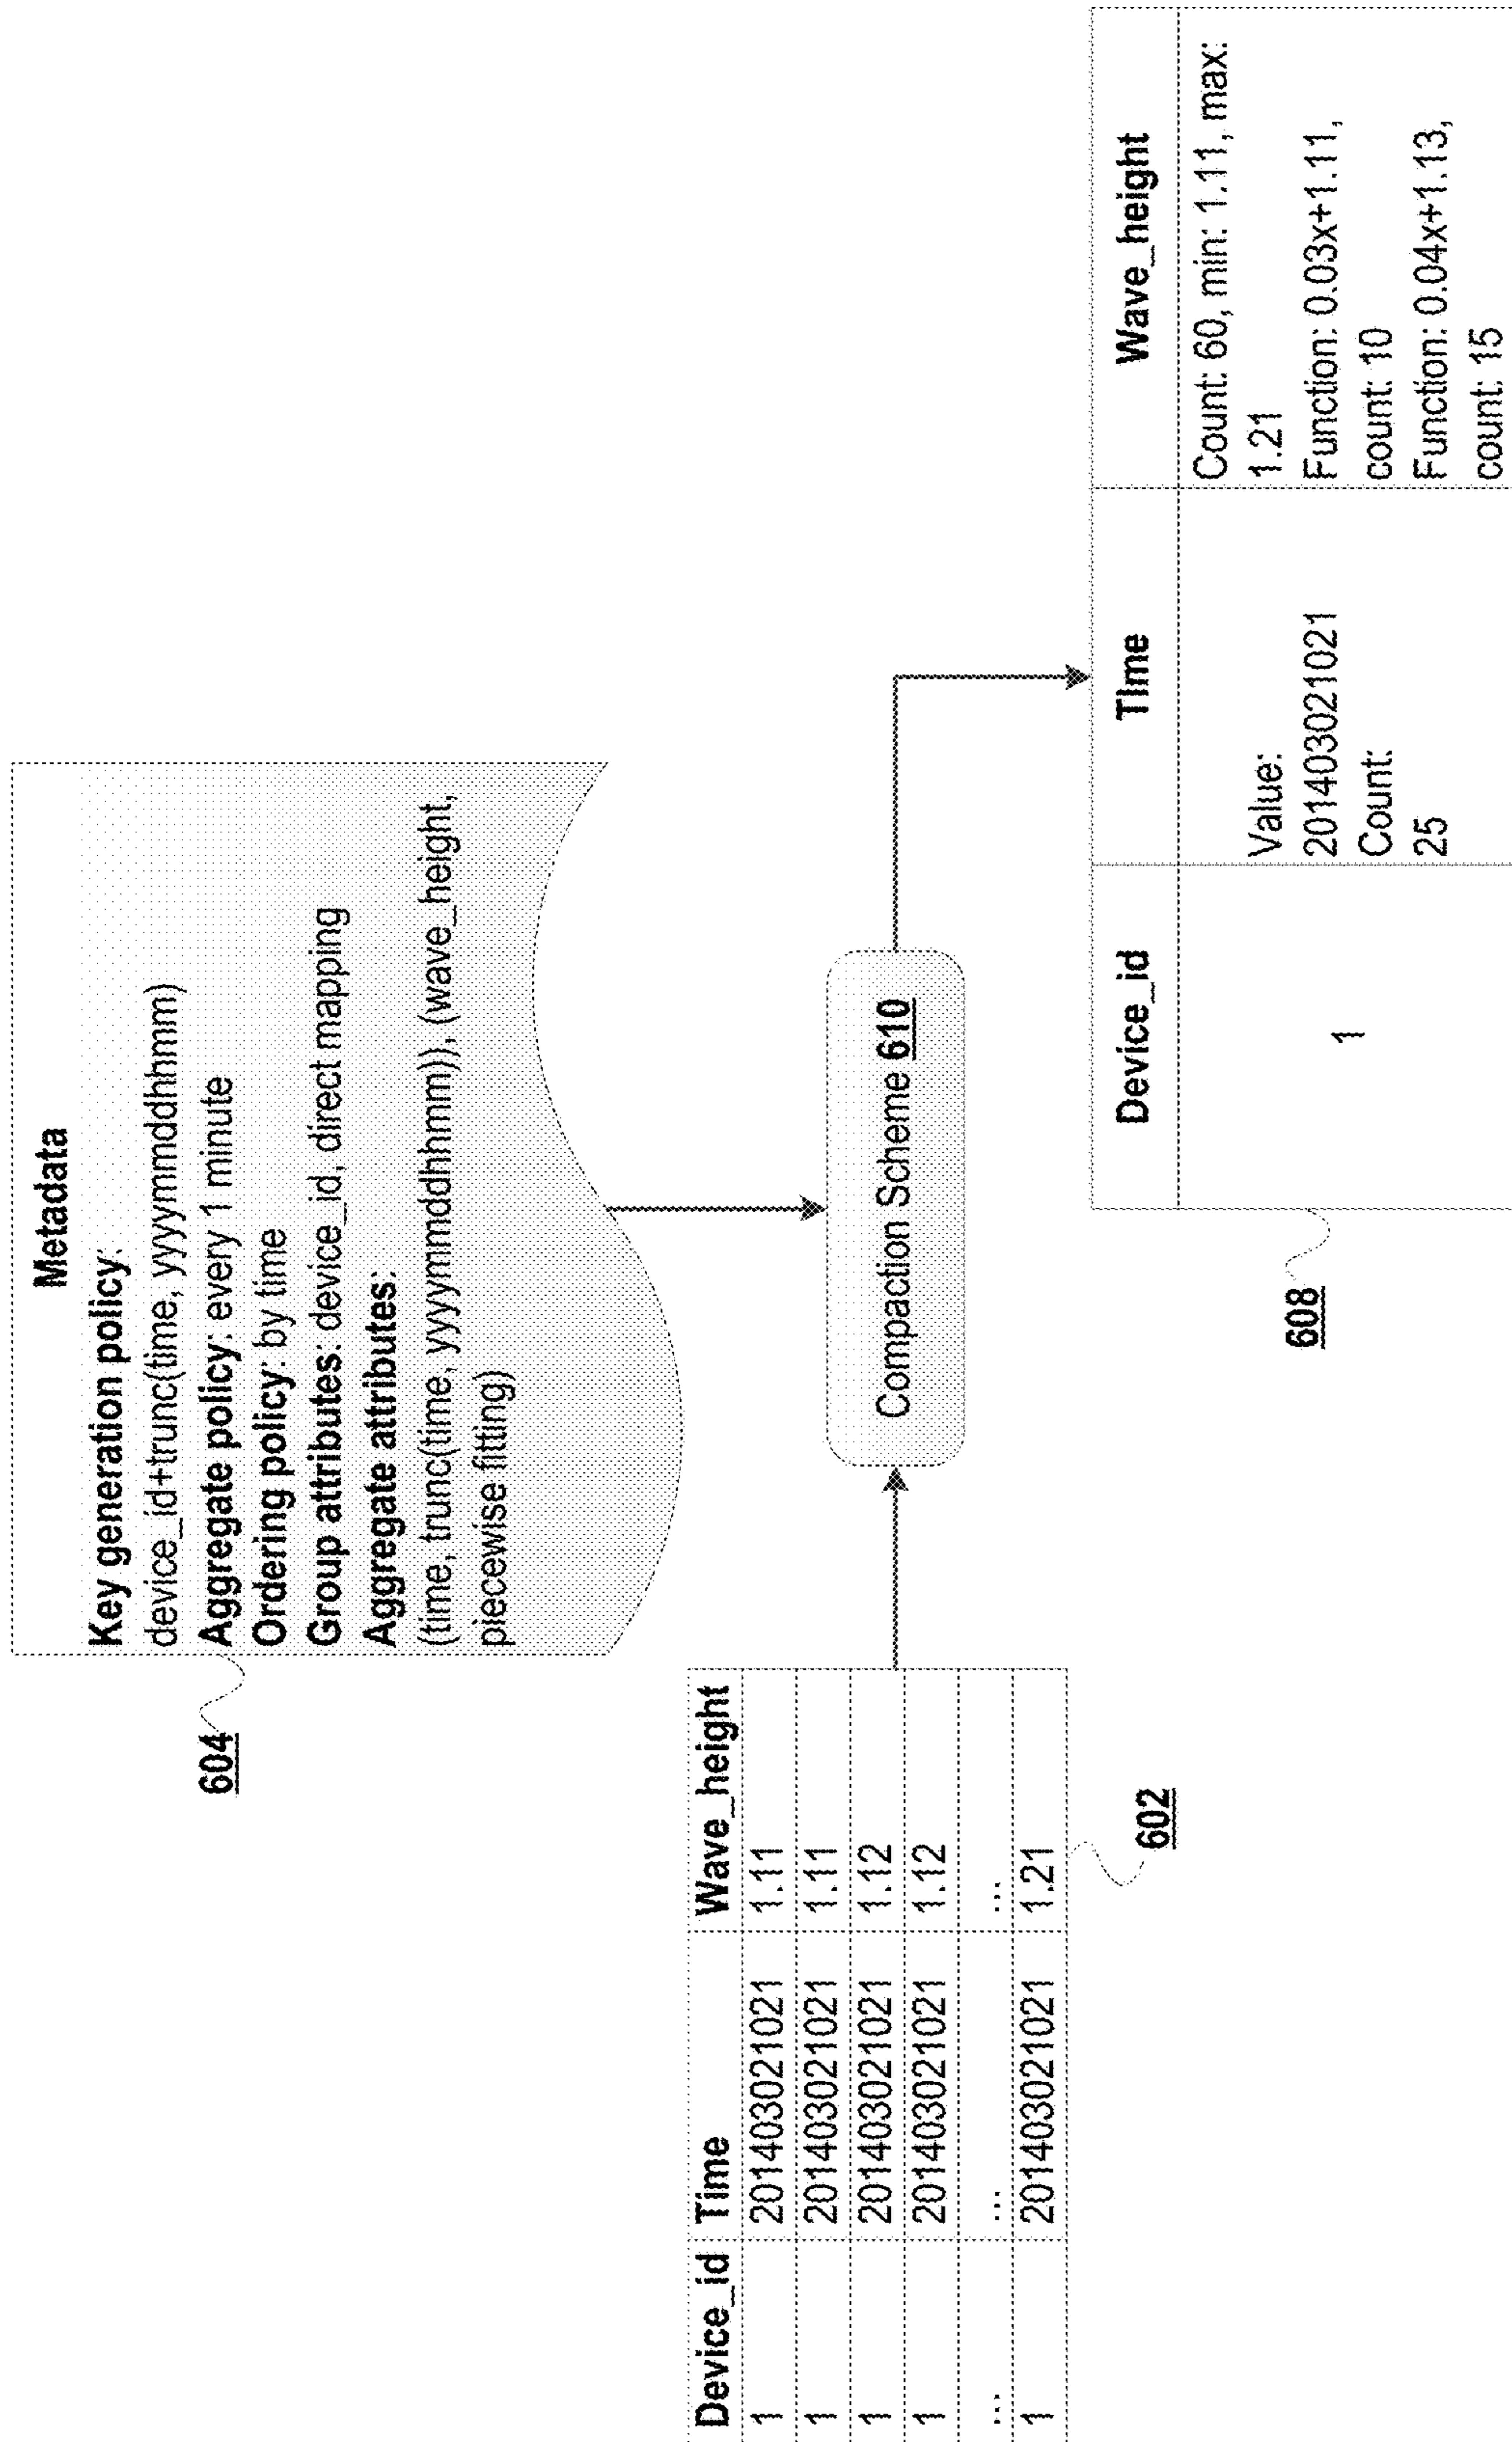 Metadata
Key generation policy:
device_id+trunc(time, yyyymmddhhmm)
Aggregate policy: every 1 minute
Ordering policy: by time
Group attributes: device_id, direct mapping
Aggregate attributes:
(time, trunc(time, yyyymmddhhmm)), (wave_height,
piecewise fitting)
604
Device_id Time Wave_height
1 201403021021 1.11
1 201403021021 1.11
1 201403021021 1.12
1 201403021021 1.12
... ... ...
1 201403021021 1.21
602
Compaction Scheme 610
Device_id Time Wave_height
1
Value:
201403021021
Count:
25
Count: 60, min: 1.11, max:
1.21
Function: 0.03x+1.11,
count: 10
Function: 0.04x+1.13,
count: 15
608